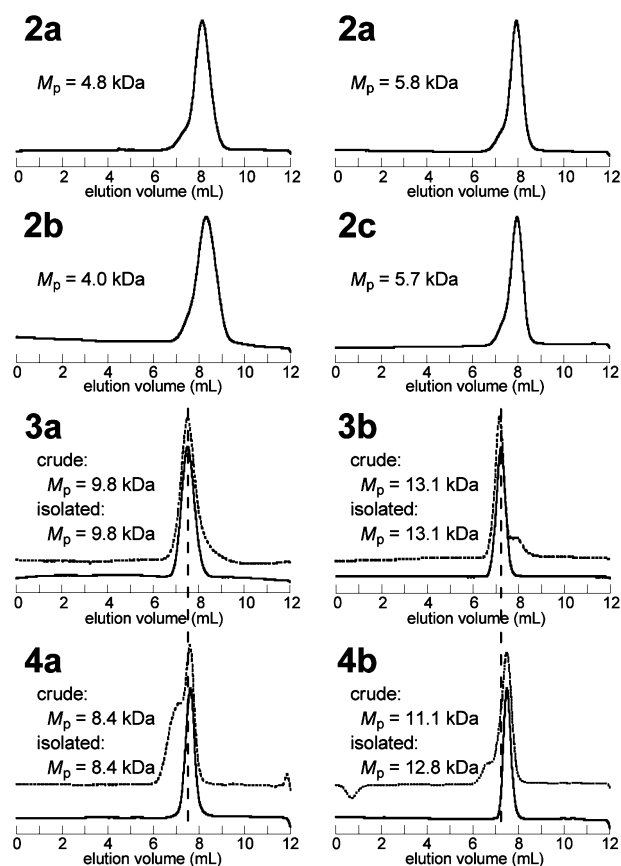 2a
Mp = 4.8 kDa
0 2 4 6 8 10 12
elution volume (mL)
2a
Mp = 5.8 kDa
0 2 4 6 8 10 12
elution volume (mL)
2b
Mp = 4.0 kDa
0 2 4 6 8 10 12
elution volume (mL)
2c
Mp = 5.7 kDa
0 2 4 6 8 10 12
elution volume (mL)
3a
crude:
Mp = 9.8 kDa
isolated:
Mp = 9.8 kDa
0 2 4 6 8 10 12
elution volume (mL)
3b
crude:
Mp = 13.1 kDa
isolated:
Mp = 13.1 kDa
0 2 4 6 8 10 12
elution volume (mL)
4a
crude:
Mp = 8.4 kDa
isolated:
Mp = 8.4 kDa
0 2 4 6 8 10 12
elution volume (mL)
4b
crude:
Mp = 11.1 kDa
isolated:
Mp = 12.8 kDa
0 2 4 6 8 10 12
elution volume (mL)